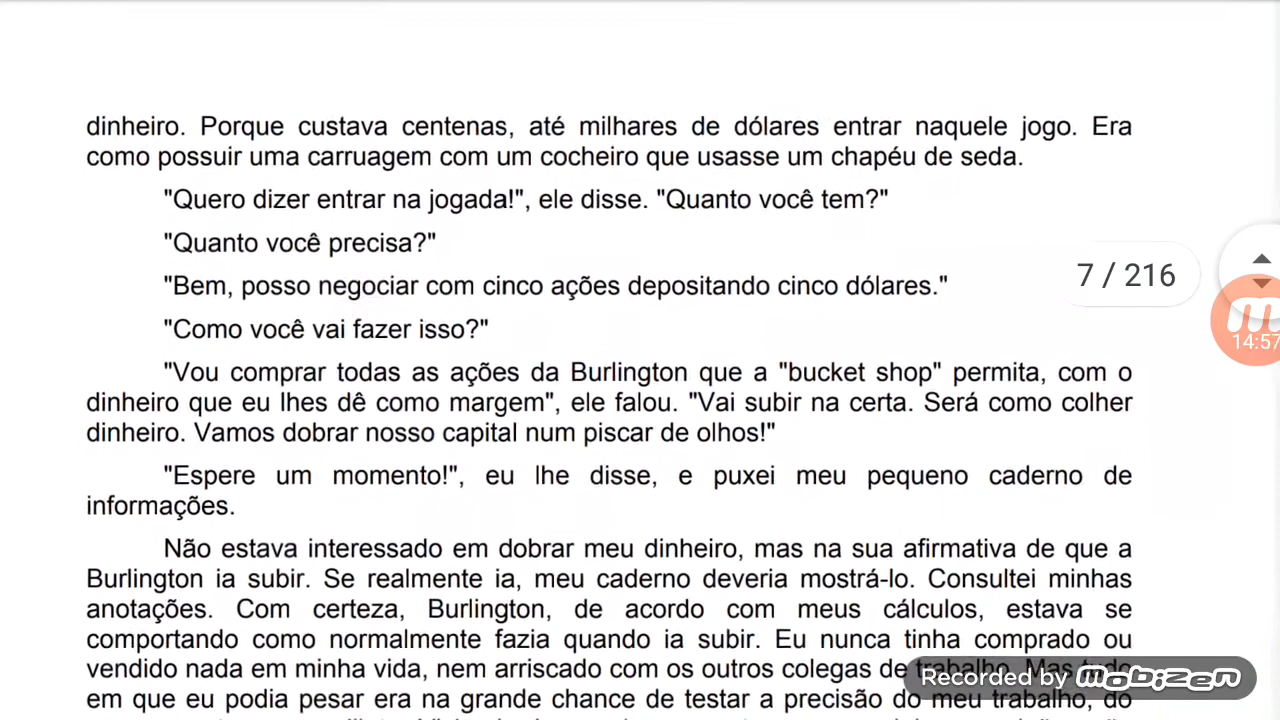 dinheiro. Porque custava centenas, até milhares de dólares entrar naquele jogo. Era
como possuir uma carruagem com um cocheiro que usasse um chapéu de seda.
"Quero dizer entrar na jogada!", ele disse. "Quanto você tem?"
"Quanto você precisa?"
7 / 216
"Bem, posso negociar com cinco ações depositando cinco dólares."
14:57
"Como você vai fazer isso?"
"Vou comprar todas as ações da Burlington que a "bucket shop" permita, com o
dinheiro que eu lhes dê como margem", ele falou. "Vai subir na certa. Será como colher
dinheiro. Vamos dobrar nosso capital num piscar de olhos!"
"Espere um momento!", eu lhe disse, e puxei meu pequeno caderno de
informações.
Não estava interessado em dobrar meu dinheiro, mas na sua afirmativa de que a
Burlington ia subir. Se realmente ia, meu caderno deveria mostrá-lo. Consultei minhas
anotações. Com certeza, Burlington, de acordo com meus cálculos, estava se
comportando como normalmente fazia quando ia subir. Eu nunca tinha comprado ou
vendido nada em minha vida, nem arriscado com os outros colegas de trabalho. Mas tudo
em que eu podia pesar era na grande chance de testar a precisão do meu trabalho, do
Recorded by mobizen